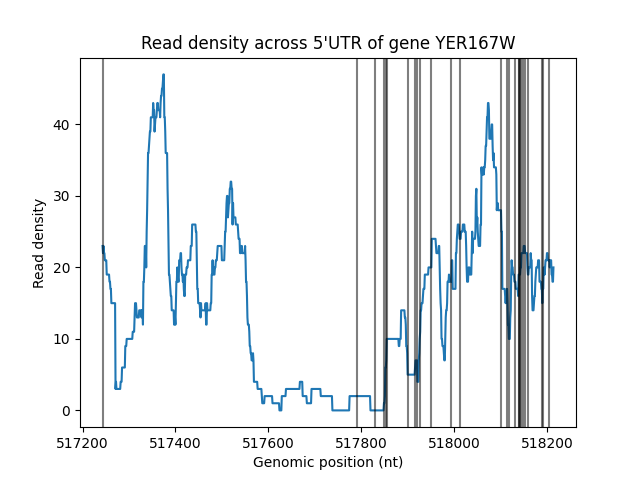 Read density across 5'UTR of gene YER167W
Read density
40
30
20
10
0
517200 517400 517600 517800 518000 518200
Genomic position (nt)